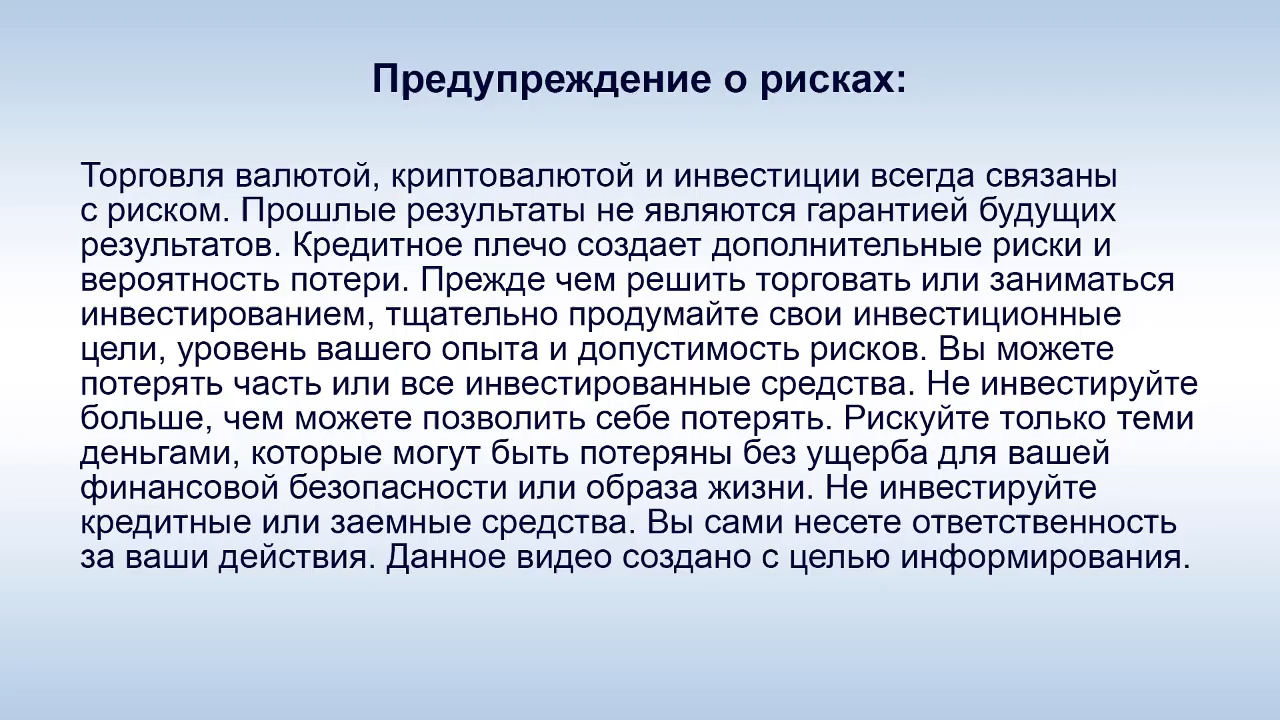 Предупреждение о рисках:
Торговля валютой, криптовалютой и инвестиции всегда связаны
с риском. Прошлые результаты не являются гарантией будущих
результатов. Кредитное плечо создает дополнительные риски и
вероятность потери. Прежде чем решить торговать или заниматься
инвестированием, тщательно продумайте свои инвестиционные
цели, уровень вашего опыта и допустимость рисков. Вы можете
потерять часть или все инвестированные средства. Не инвестируйте
больше, чем можете позволить себе потерять. Рискуйте только теми
деньгами, которые могут быть потеряны без ущерба для вашей
финансовой безопасности или образа жизни. Не инвестируйте
кредитные или заемные средства. Вы сами несете ответственность
за ваши действия. Данное видео создано с целью информирования.